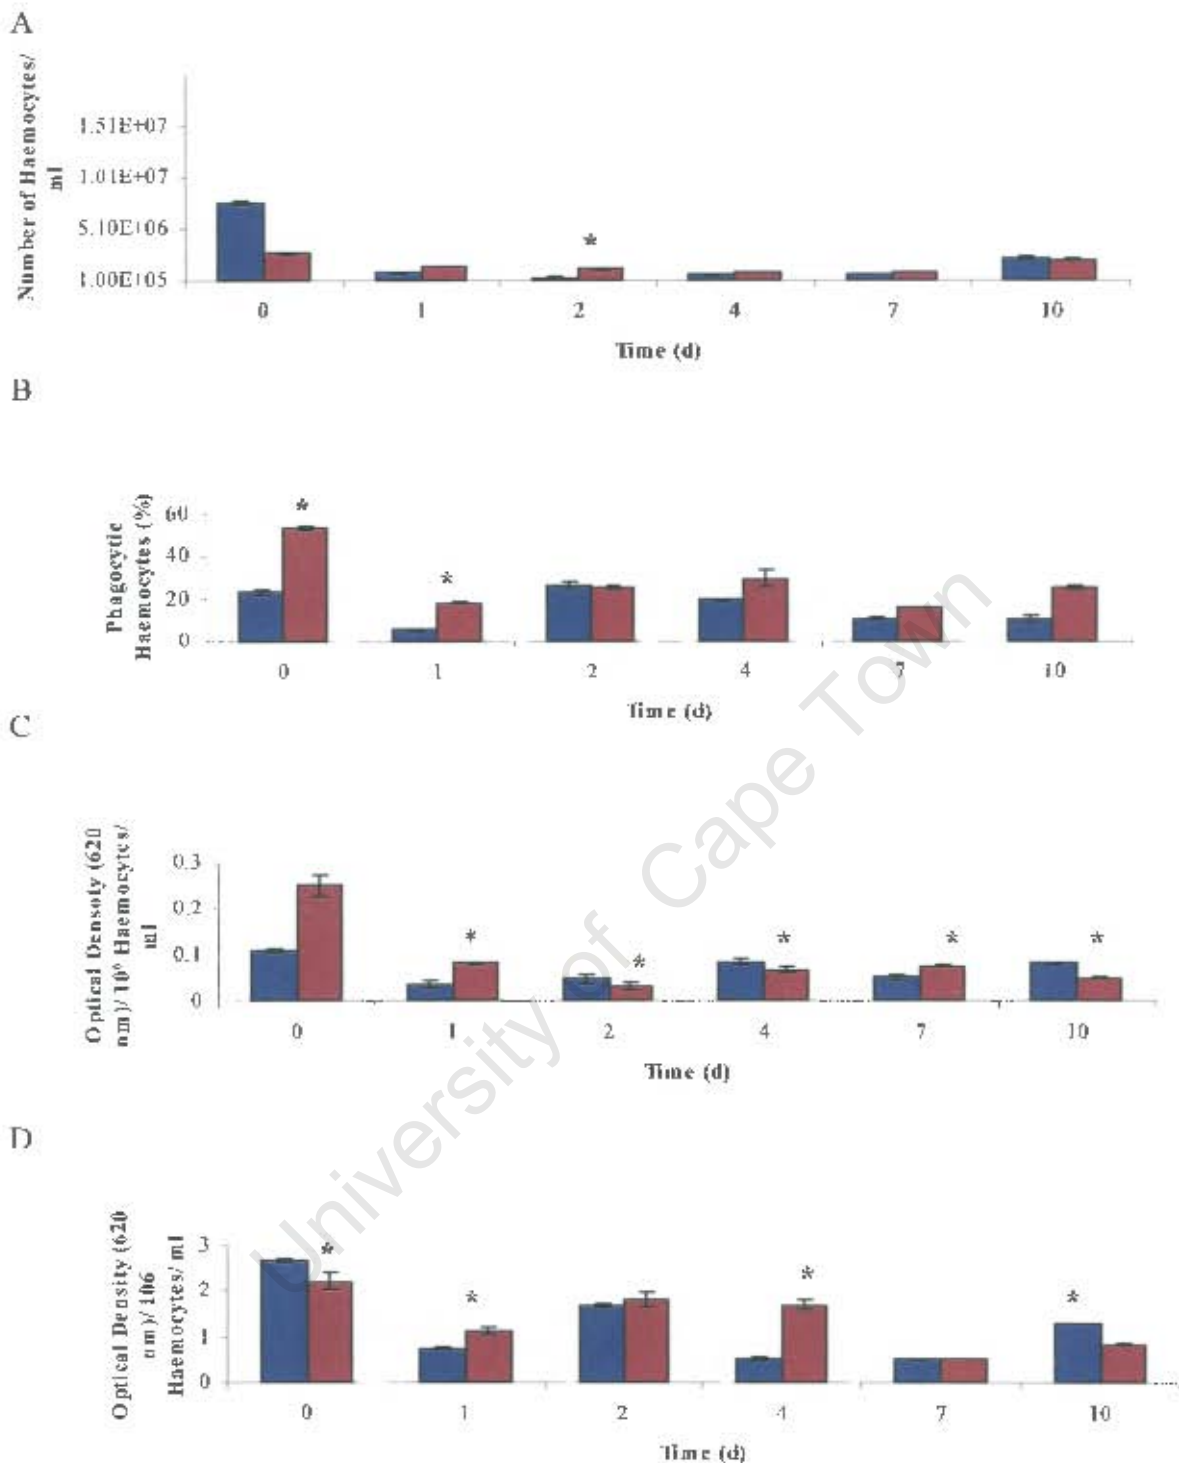 A
Number of Haemocytes/
ml
1.51E+07
1.01E+07
5.10E+06
1.00E+05
*
0 1 2 4 7 10
Time (d)
B
Phagocytic
Haemocytes (%)
60
40
20
0
* *
0 1 2 4 7 10
Time (d)
C
Optical Densoty (620
nm)/ 10⁶ Haemocytes/
ml
0.3
0.2
0.1
0
* * * * *
0 1 2 4 7 10
Time (d)
D
Optical Density (620
nm)/ 106
Haemocytes/ ml
3
2
1
0
* * * *
0 1 2 4 7 10
Time (d)
University of Cape Town